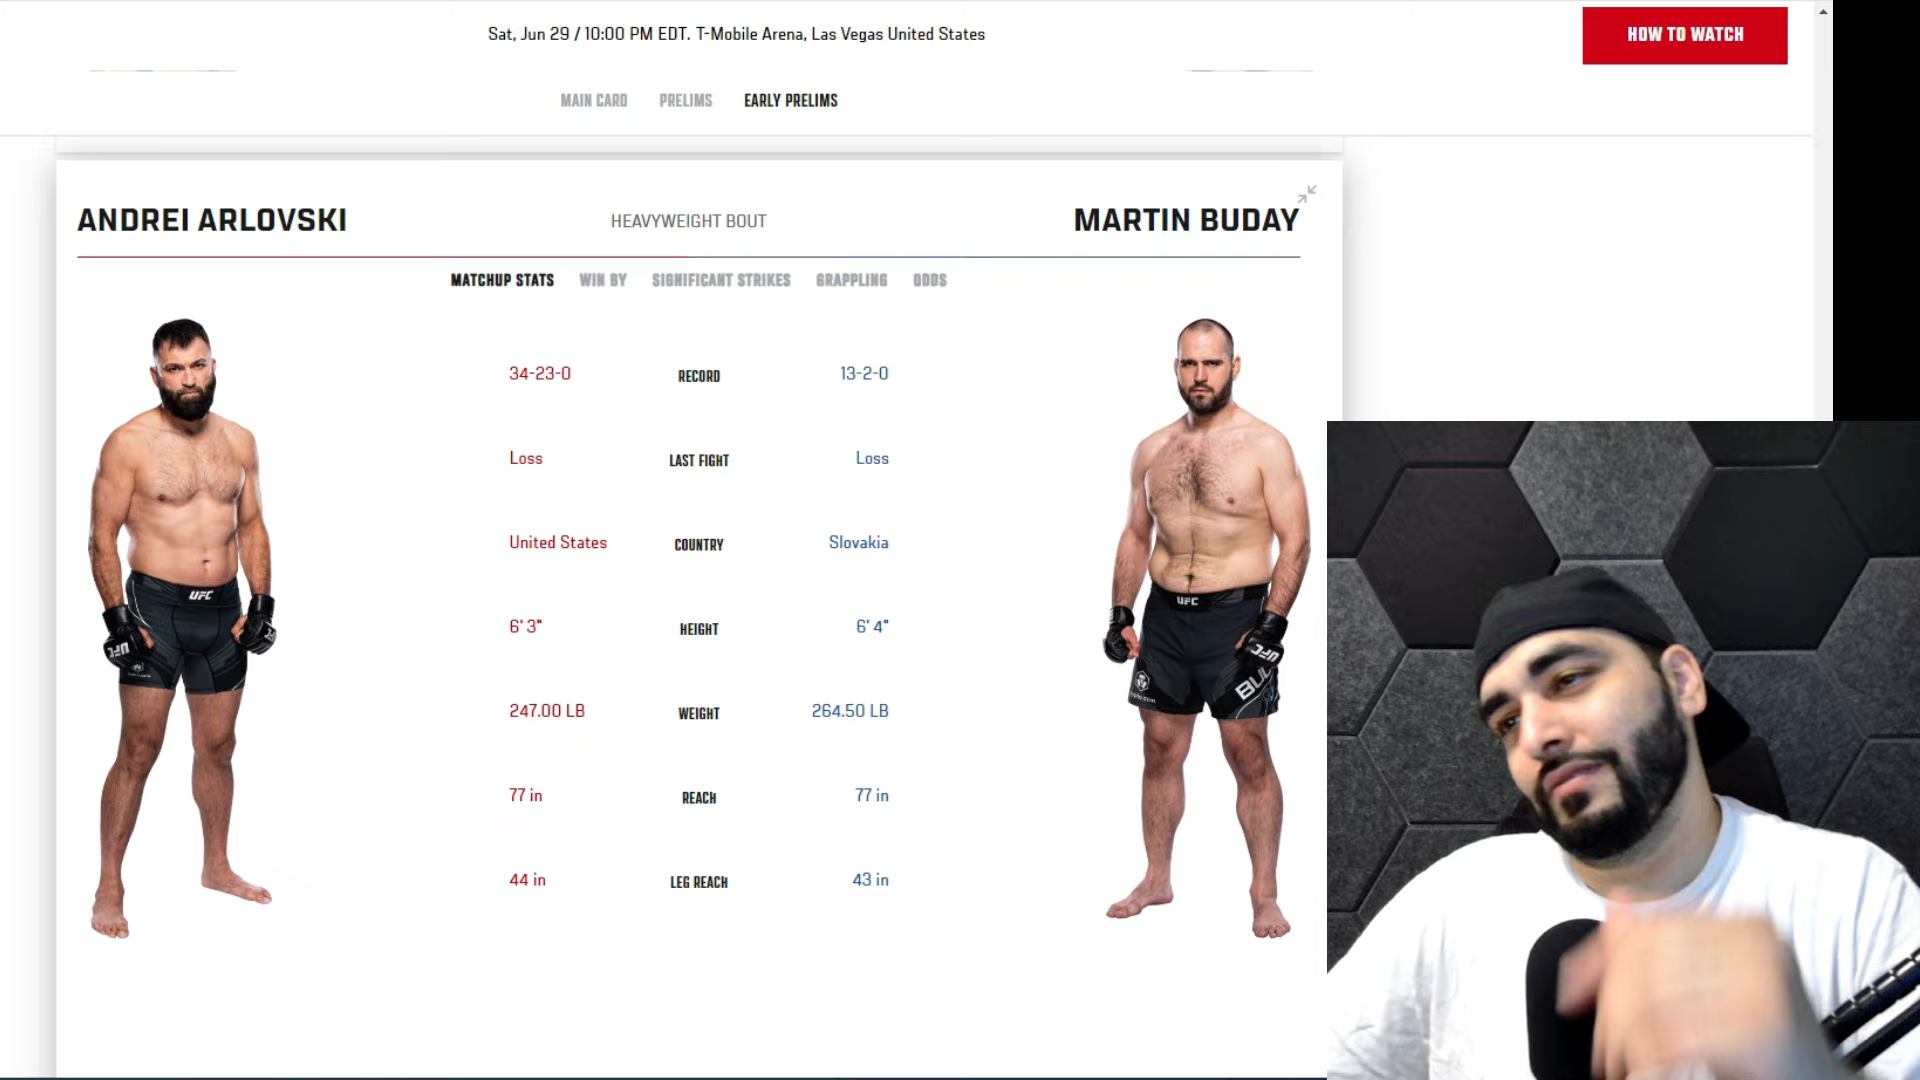 Sat, Jun 29 / 10:00 PM EDT. T-Mobile Arena, Las Vegas United States
HOW TO WATCH
MAIN CARD PRELIMS EARLY PRELIMS
ANDREI ARLOVSKI HEAVYWEIGHT BOUT MARTIN BUDAY
MATCHUP STATS WIN BY SIGNIFICANT STRIKES GRAPPLING ODDS
34-23-0 RECORD 13-2-0
Loss LAST FIGHT Loss
United States COUNTRY Slovakia
6' 3" HEIGHT 6' 4"
247.00 LB WEIGHT 264.50 LB
77 in REACH 77 in
44 in LEG REACH 43 in
UFC
UFC
UFC
UFC